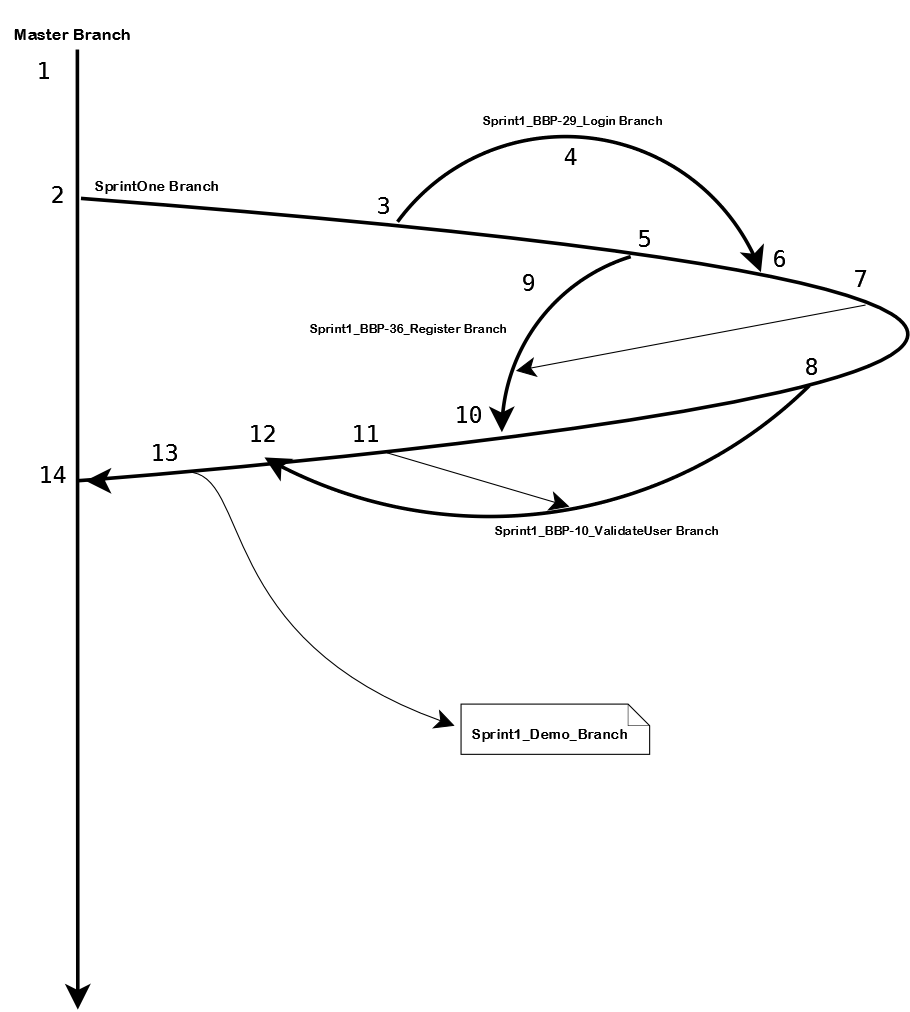 Master Branch
1
Sprint1_BBP-29_Login Branch
4
2
SprintOne Branch
3
5
6
7
9
Sprint1_BBP-36_Register Branch
8
10
11
12
13
14
Sprint1_BBP-10_ValidateUser Branch
Sprint1_Demo_Branch